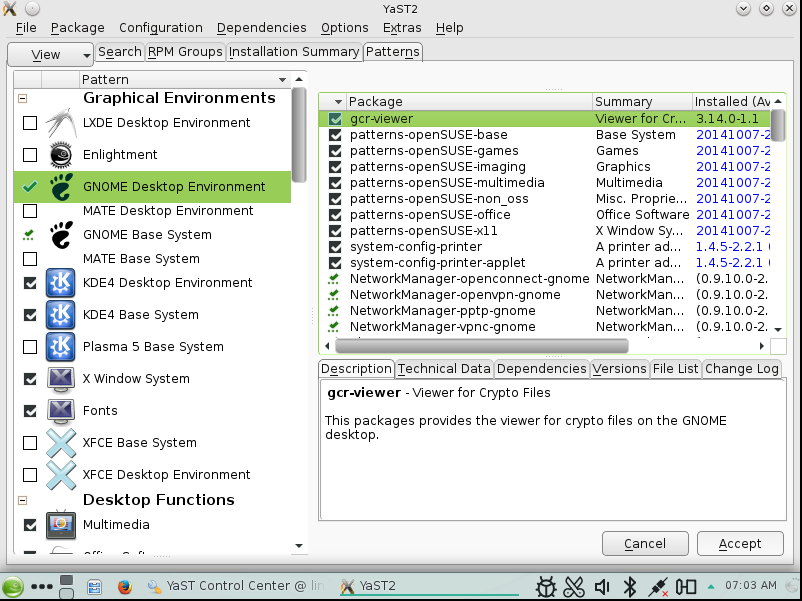 YaST2
File Package Configuration Dependencies Options Extras Help
View Search RPM Groups Installation Summary Patterns
Pattern
Graphical Environments
LXDE Desktop Environment
Enlightment
GNOME Desktop Environment
MATE Desktop Environment
GNOME Base System
MATE Base System
KDE4 Desktop Environment
KDE4 Base System
Plasma 5 Base System
X Window System
Fonts
XFCE Base System
XFCE Desktop Environment
Desktop Functions
Multimedia
Package Summary Installed (Av
gcr-viewer Viewer for Cr... 3.14.0-1.1
patterns-openSUSE-base Base System 20141007-2
patterns-openSUSE-games Games 20141007-2
patterns-openSUSE-imaging Graphics 20141007-2
patterns-openSUSE-multimedia Multimedia 20141007-2
patterns-openSUSE-non_oss Misc. Proprie... 20141007-2
patterns-openSUSE-office Office Software 20141007-2
patterns-openSUSE-x11 X Window Sy... 20141007-2
system-config-printer A printer ad... 1.4.5-2.2.1 (
system-config-printer-applet A printer ad... 1.4.5-2.2.1 (
NetworkManager-openconnect-gnome NetworkMan... (0.9.10.0-2.
NetworkManager-openvpn-gnome NetworkMan... (0.9.10.0-2.
NetworkManager-pptp-gnome NetworkMan... (0.9.10.0-2.
NetworkManager-vpnc-gnome NetworkMan... (0.9.10.0-2.
Description Technical Data Dependencies Versions File List Change Log
gcr-viewer - Viewer for Crypto Files
This packages provides the viewer for crypto files on the GNOME
desktop.
Cancel Accept
YaST Control Center @ lin YaST2 07:03 AM